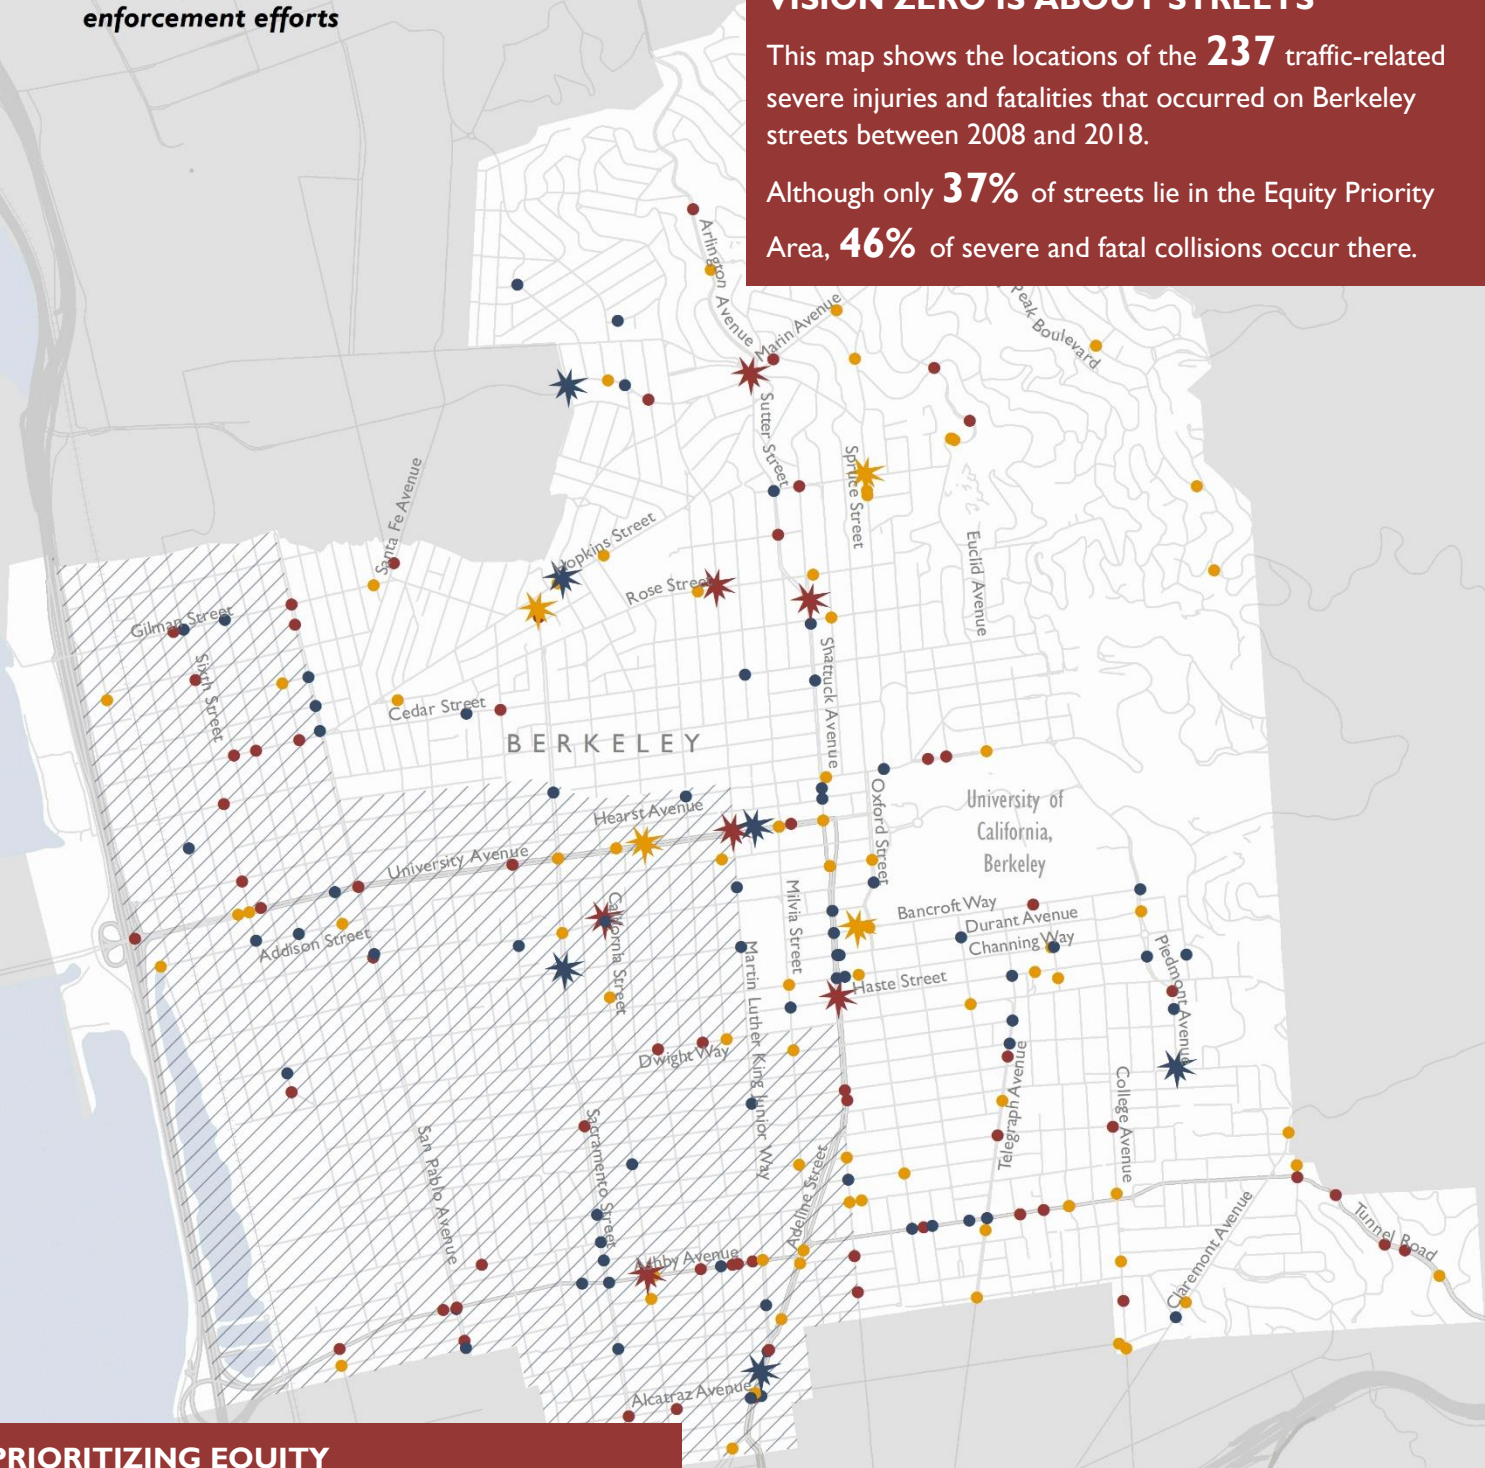 enforcement efforts
VISION ZERO IS ABOUT STREETS
This map shows the locations of the 237 traffic-related
severe injuries and fatalities that occurred on Berkeley
streets between 2008 and 2018.
Although only 37% of streets lie in the Equity Priority
Area, 46% of severe and fatal collisions occur there.
Arlington Avenue
Marin Avenue
Peak Boulevard
Sutter Street
Spruce Street
Santa Fe Avenue
Hopkins Street
Euclid Avenue
Rose Street
Gilman Street
Sixth Street
Shattuck Avenue
Cedar Street
BERKELEY
Oxford Street
University of
California,
Berkeley
Hearst Avenue
University Avenue
California Street
Milvia Street
Bancroft Way
Durant Avenue
Channing Way
Addison Street
Martin Luther King Junior Way
Piedmont Avenue
Haste Street
Dwight Way
Telegraph Avenue
College Avenue
Sacramento Street
San Pablo Avenue
Adeline Street
Ashby Avenue
Claremont Avenue
Tunnel Road
Alcatraz Avenue
PRIORITIZING EQUITY